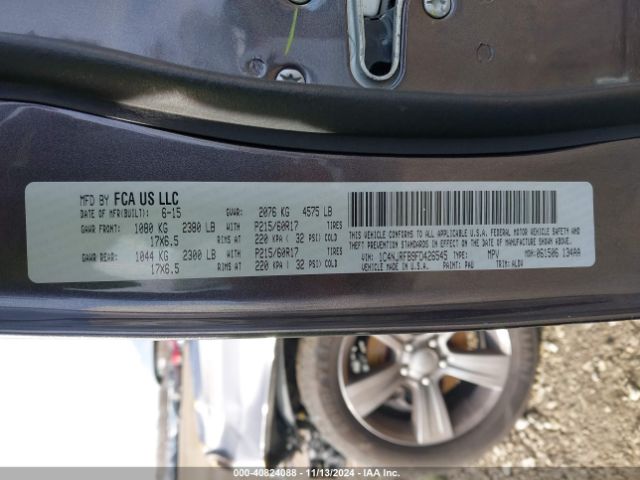 MFD BY FCA US LLC
DATE OF MFR(BUILT): 6-15 GVWR: 2076 KG 4575 LB
GAWR FRONT: 1080 KG 2380 LB WITH P215/60R17 TIRES
17X6.5 RIMS AT 220 KPA ( 32 PSI) COLD
GAWR REAR: 1044 KG 2300 LB WITH P215/60R17 TIRES
17X6.5 RIMS AT 220 KPA ( 32 PSI) COLD
THIS VEHICLE CONFORMS TO ALL APPLICABLE U.S.A. FEDERAL MOTOR VEHICLE SAFETY AND
THEFT PREVENTION STANDARDS IN EFFECT ON THE DATE OF MANUFACTURE SHOWN ABOVE.
VIN: 1C4NJRFB9FD426545 TYPE: MPV MDH: 061506 134AA
VEHICLE MADE IN U.S.A. PAINT: PAU TRIM: ALDV
000-40824088 — 11/13/2024 — IAA Inc.